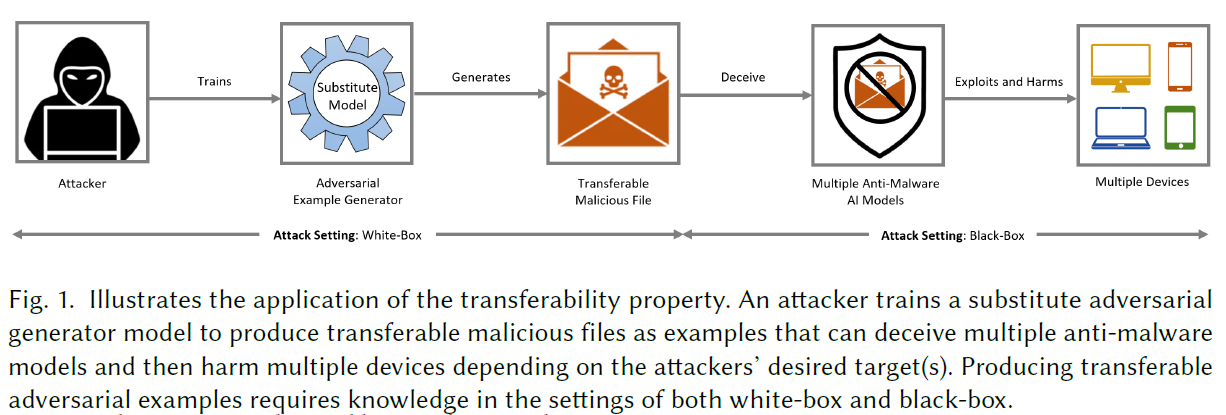 Trains
Substitute
Model
Generates
Deceive
Exploits and Harms
Attacker
Adversarial
Example Generator
Transferable
Malicious File
Multiple Anti-Malware
AI Models
Multiple Devices
Attack Setting: White-Box
Attack Setting: Black-Box
Fig. 1. Illustrates the application of the transferability property. An attacker trains a substitute adversarial
generator model to produce transferable malicious files as examples that can deceive multiple anti-malware
models and then harm multiple devices depending on the attackers' desired target(s). Producing transferable
adversarial examples requires knowledge in the settings of both white-box and black-box.